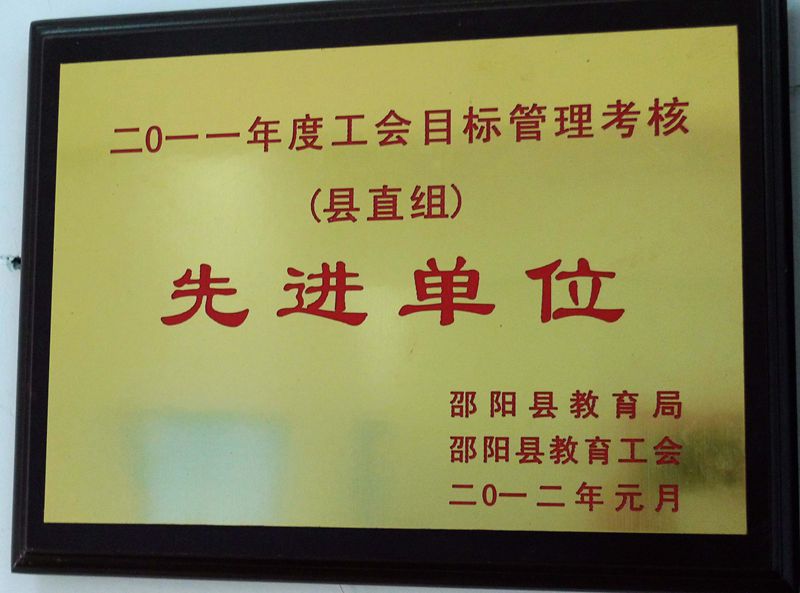 二0一一年度工会目标管理考核
(县直组)
先进单位
邵阳县教育局
邵阳县教育工会
二0一二年元月